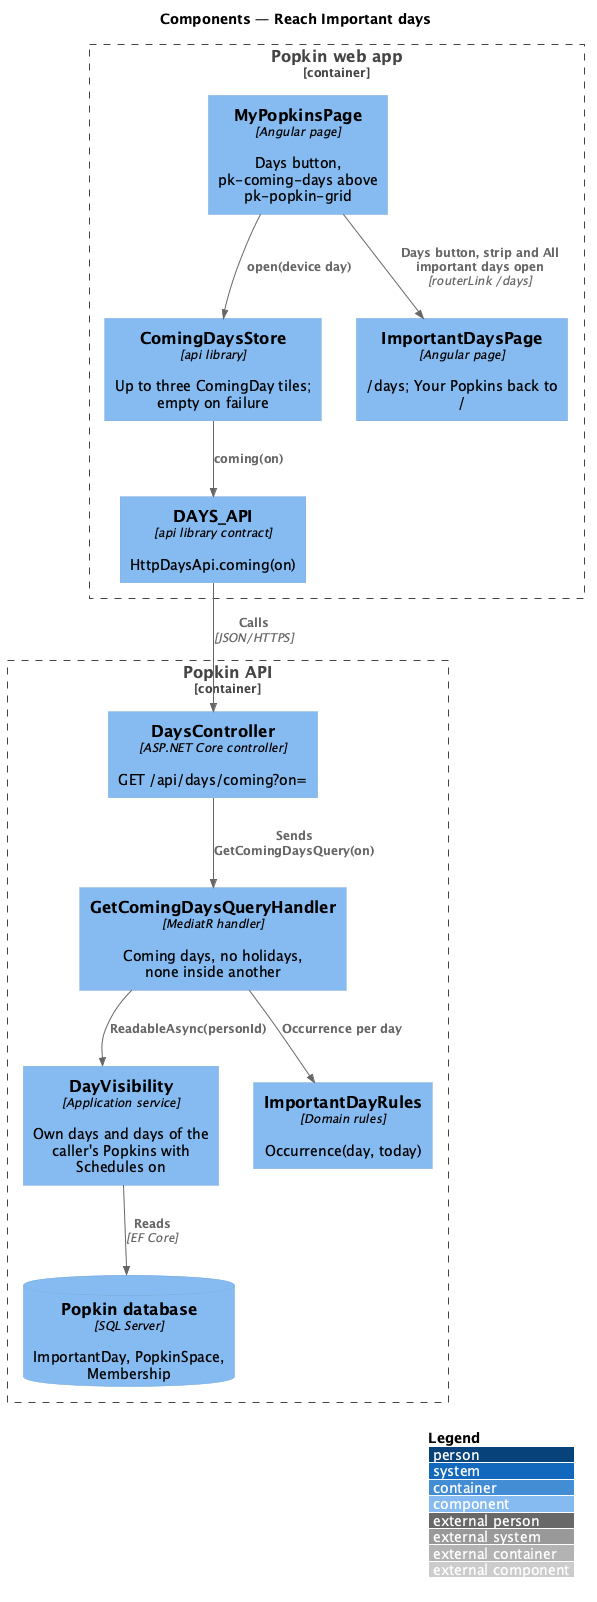 Components — Reach Important days
Popkin web app
[container]
MyPopkinsPage
[Angular page]
Days button,
pk-coming-days above
pk-popkin-grid
open(device day)
Days button, strip and All
important days open
[routerLink /days]
ComingDaysStore
[api library]
Up to three ComingDay tiles;
empty on failure
ImportantDaysPage
[Angular page]
/days; Your Popkins back to
/
coming(on)
DAYS_API
[api library contract]
HttpDaysApi.coming(on)
Calls
[JSON/HTTPS]
Popkin API
[container]
DaysController
[ASP.NET Core controller]
GET /api/days/coming?on=
Sends
GetComingDaysQuery(on)
GetComingDaysQueryHandler
[MediatR handler]
Coming days, no holidays,
none inside another
ReadableAsync(personId)
Occurrence per day
DayVisibility
[Application service]
Own days and days of the
caller's Popkins with
Schedules on
ImportantDayRules
[Domain rules]
Occurrence(day, today)
Reads
[EF Core]
Popkin database
[SQL Server]
ImportantDay, PopkinSpace,
Membership
Legend
person
system
container
component
external person
external system
external container
external component